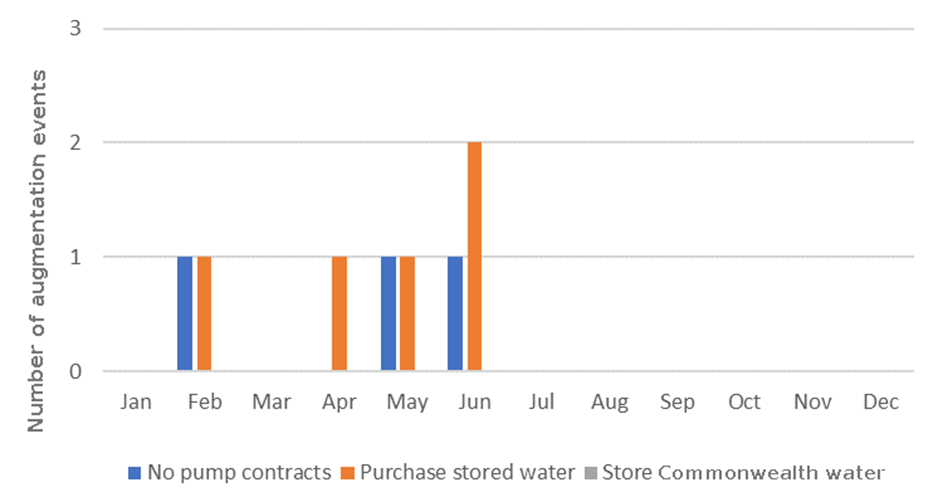 Number of augmentation events
3
2
1
0
Jan Feb Mar Apr May Jun Jul Aug Sep Oct Nov Dec
No pump contracts Purchase stored water Store Commonwealth water